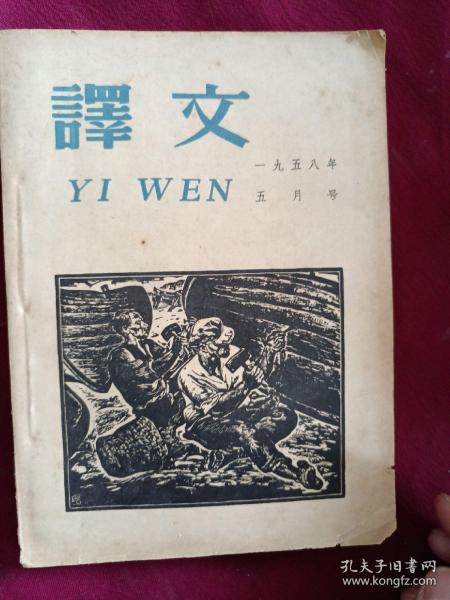 譯文
一九五八年
YI WEN
五月号
孔夫子旧书网
www.kongfz.com